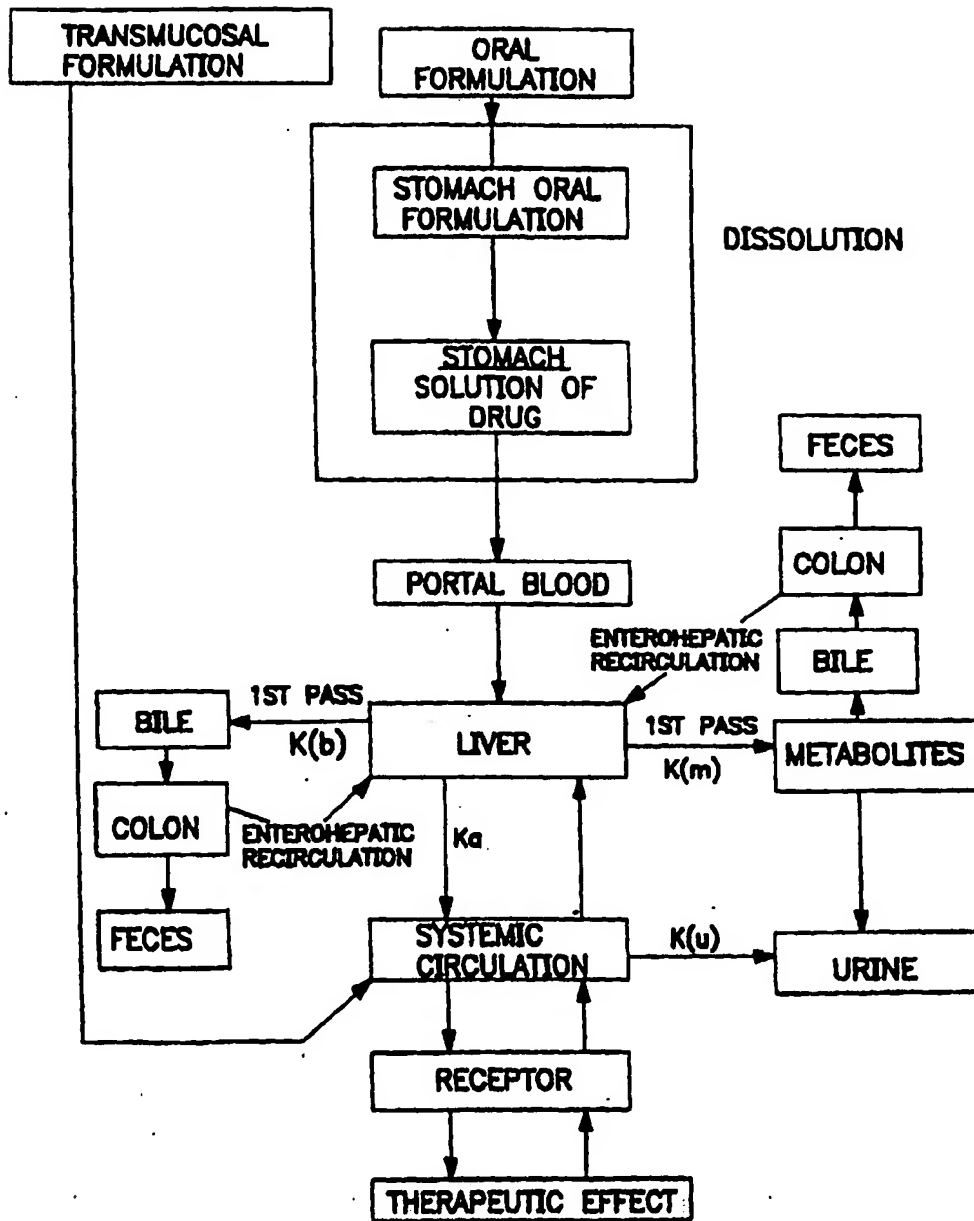 TRANSMUCOSAL
FORMULATION
ORAL
FORMULATION
STOMACH ORAL
FORMULATION
DISSOLUTION
STOMACH
SOLUTION OF
DRUG
FECES
COLON
PORTAL BLOOD
ENTEROHEPATIC
RECIRCULATION
BILE
1ST PASS
BILE
K(b)
LIVER
1ST PASS
K(m)
METABOLITES
COLON
ENTEROHEPATIC
RECIRCULATION
Ka
FECES
SYSTEMIC
CIRCULATION
K(u)
URINE
RECEPTOR
THERAPEUTIC EFFECT